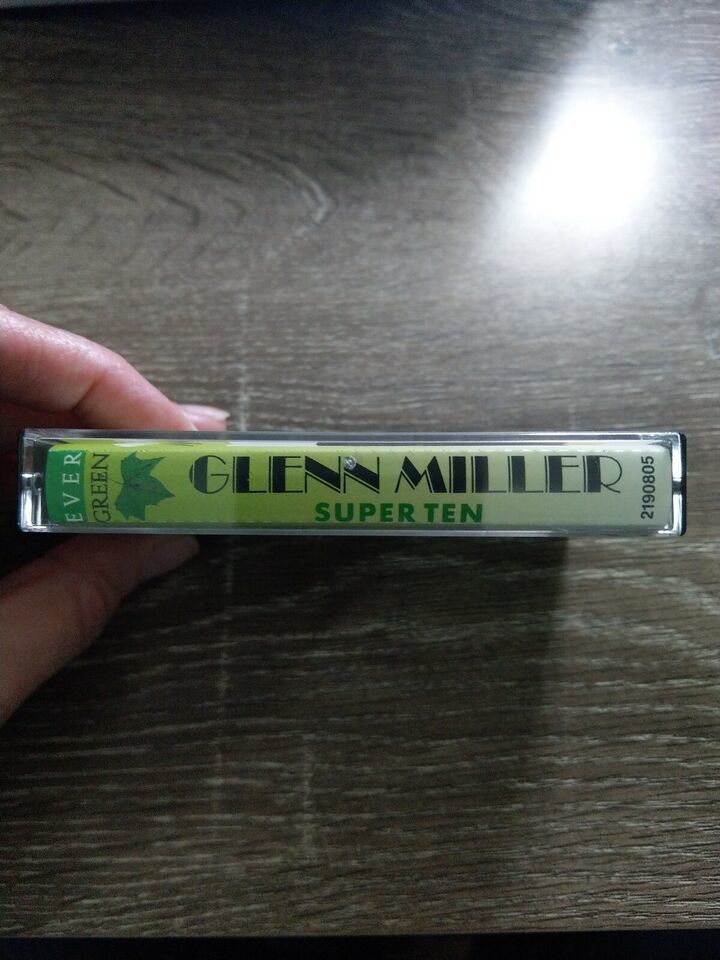 EVER
GREEN
GLENN MILLER
SUPER TEN
2190805